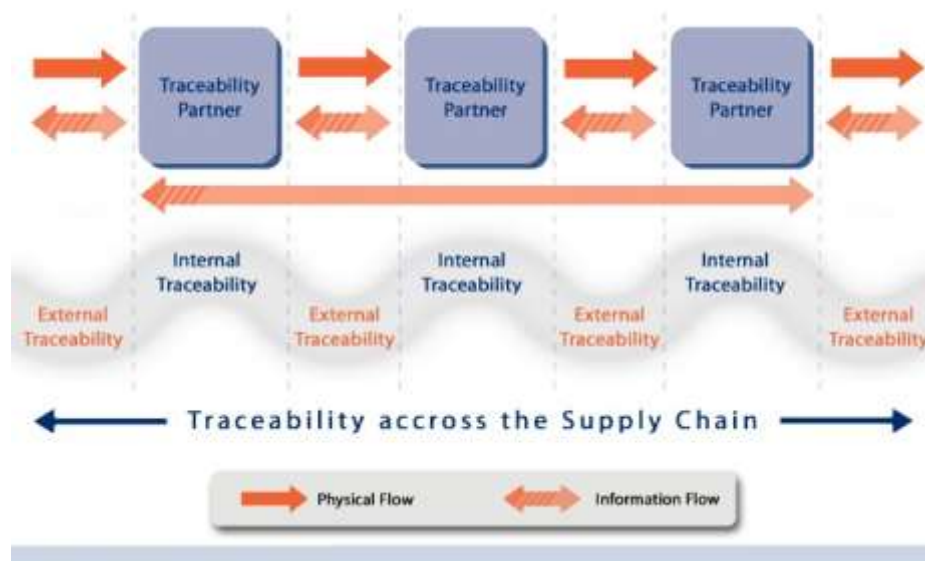 Traceability
Partner
Traceability
Partner
Traceability
Partner
Internal
Traceability
Internal
Traceability
Internal
Traceability
External
Traceability
External
Traceability
External
Traceability
External
Traceability
Traceability accross the Supply Chain
Physical Flow
Information Flow